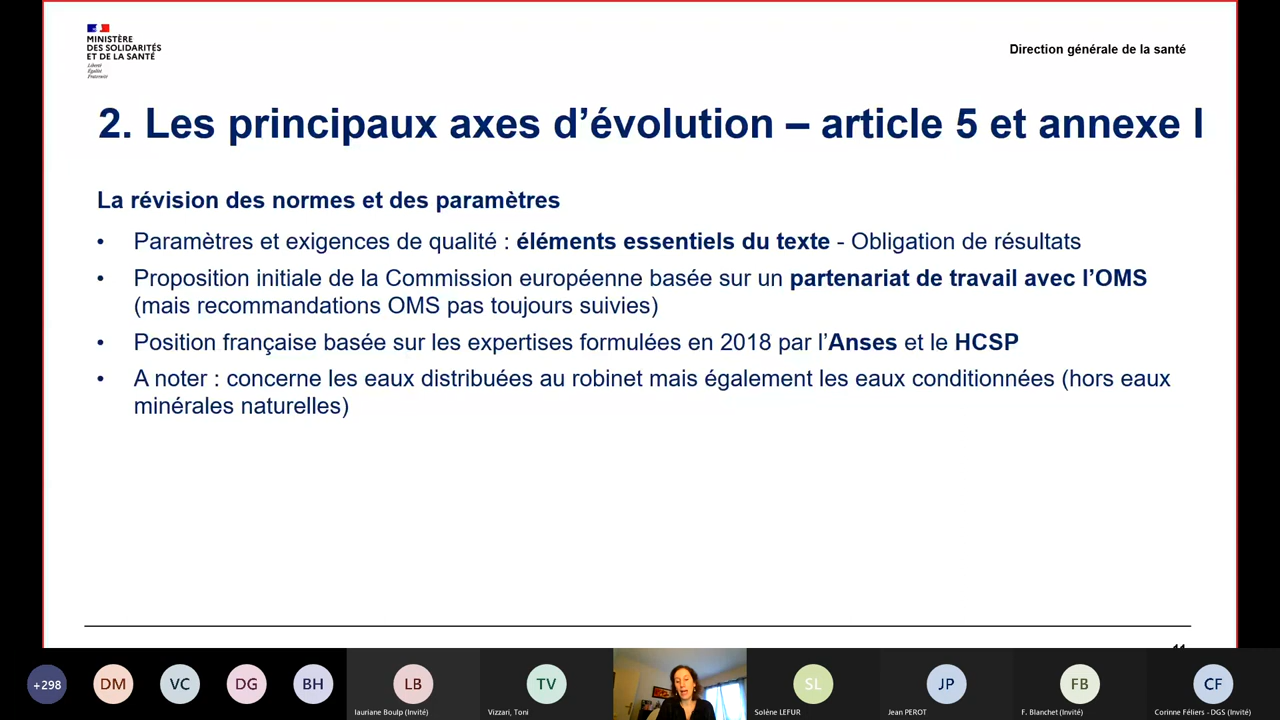 MINISTÈRE
DES SOLIDARITÉS
ET DE LA SANTÉ
Liberté
Égalité
Fraternité
Direction générale de la santé
2. Les principaux axes d’évolution – article 5 et annexe I
La révision des normes et des paramètres
• Paramètres et exigences de qualité : éléments essentiels du texte - Obligation de résultats
• Proposition initiale de la Commission européenne basée sur un partenariat de travail avec l’OMS
(mais recommandations OMS pas toujours suivies)
• Position française basée sur les expertises formulées en 2018 par l’Anses et le HCSP
• A noter : concerne les eaux distribuées au robinet mais également les eaux conditionnées (hors eaux
minérales naturelles)
+298 DM VC DG BH LB TV SL JP FB CF
lauriane Boulp (Invité) Vizzari, Toni Solène LEFUR Jean PEROT F. Blanchet (Invité) Corinne Féliers - DGS (Invité)